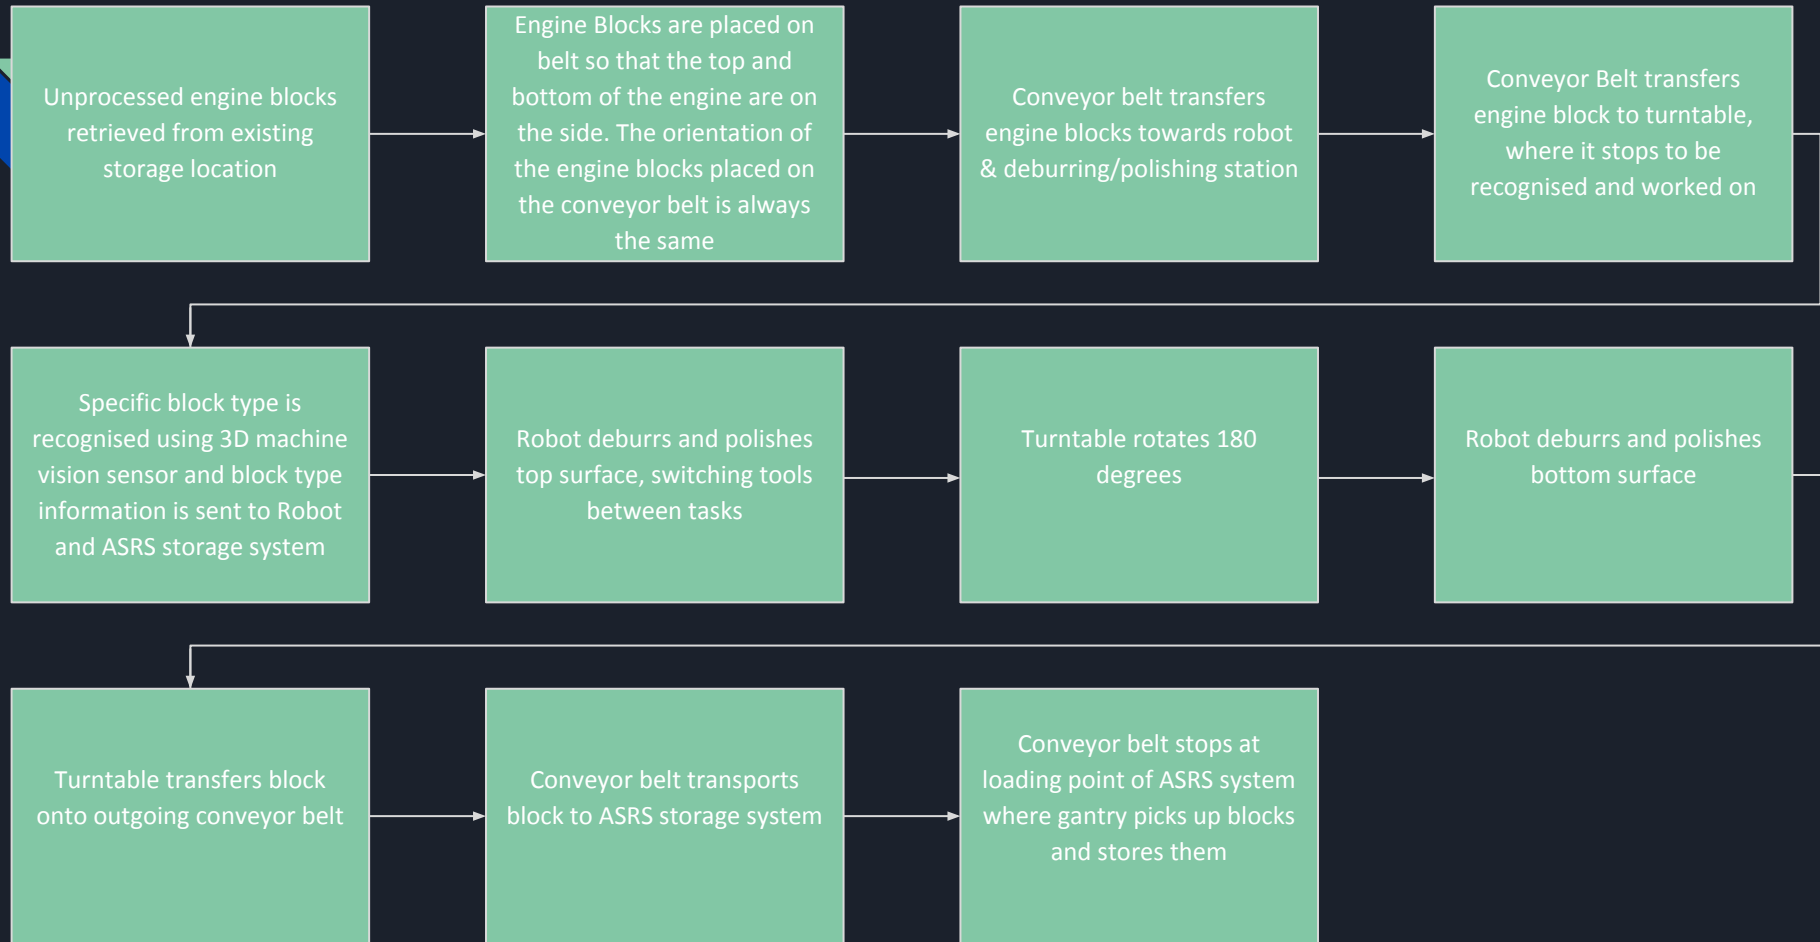 Unprocessed engine blocks
retrieved from existing
storage location
Engine Blocks are placed on
belt so that the top and
bottom of the engine are on
the side. The orientation of
the engine blocks placed on
the conveyor belt is always
the same
Conveyor belt transfers
engine blocks towards robot
& deburring/polishing station
Conveyor Belt transfers
engine block to turntable,
where it stops to be
recognised and worked on
Specific block type is
recognised using 3D machine
vision sensor and block type
information is sent to Robot
and ASRS storage system
Robot deburrs and polishes
top surface, switching tools
between tasks
Turntable rotates 180
degrees
Robot deburrs and polishes
bottom surface
Turntable transfers block
onto outgoing conveyor belt
Conveyor belt transports
block to ASRS storage system
Conveyor belt stops at
loading point of ASRS system
where gantry picks up blocks
and stores them